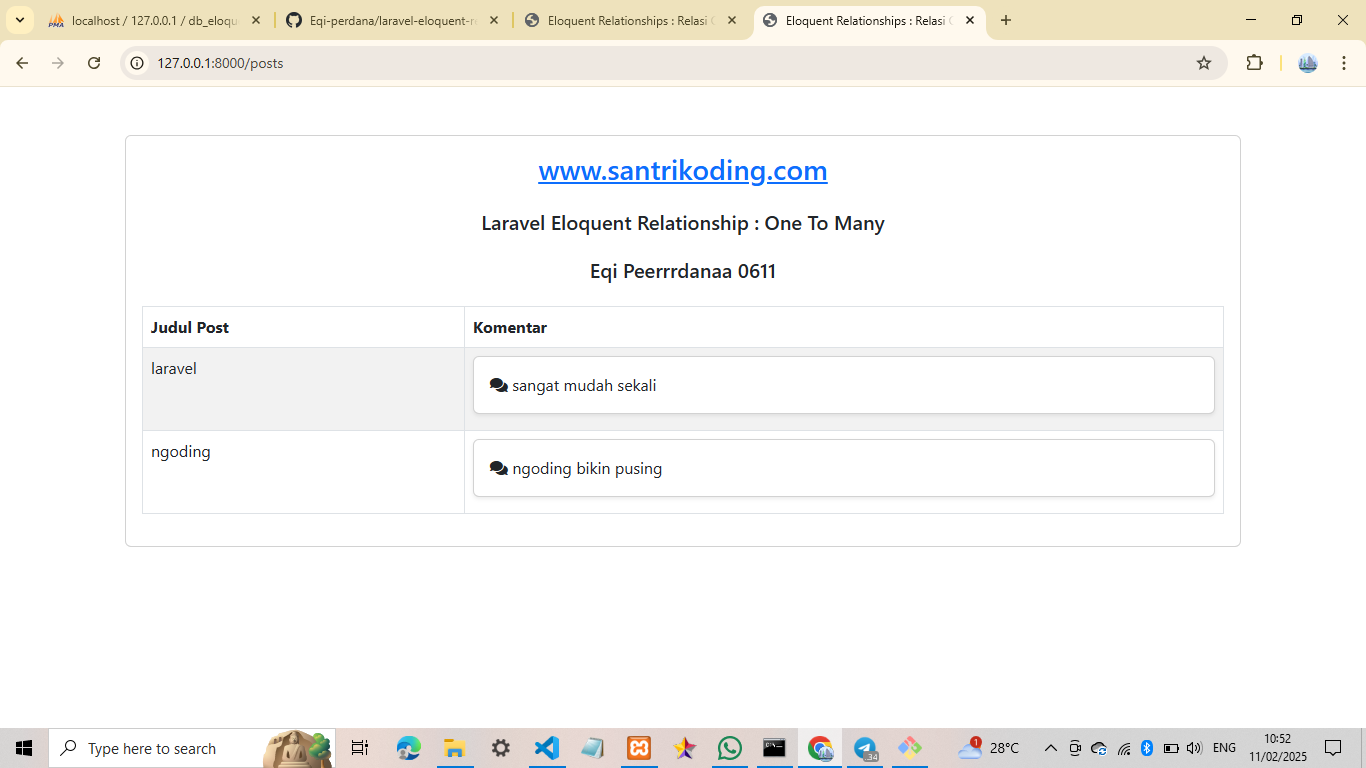 localhost / 127.0.0.1 / db_eloqu
Eqi-perdana/laravel-eloquent-r
Eloquent Relationships : Relasi
Eloquent Relationships : Relasi
127.0.0.1:8000/posts
www.santrikoding.com
Laravel Eloquent Relationship : One To Many
Eqi Peerrrdanaa 0611
Judul Post Komentar
laravel sangat mudah sekali
ngoding ngoding bikin pusing
Type here to search
34
1
28°C
ENG
10:52
11/02/2025